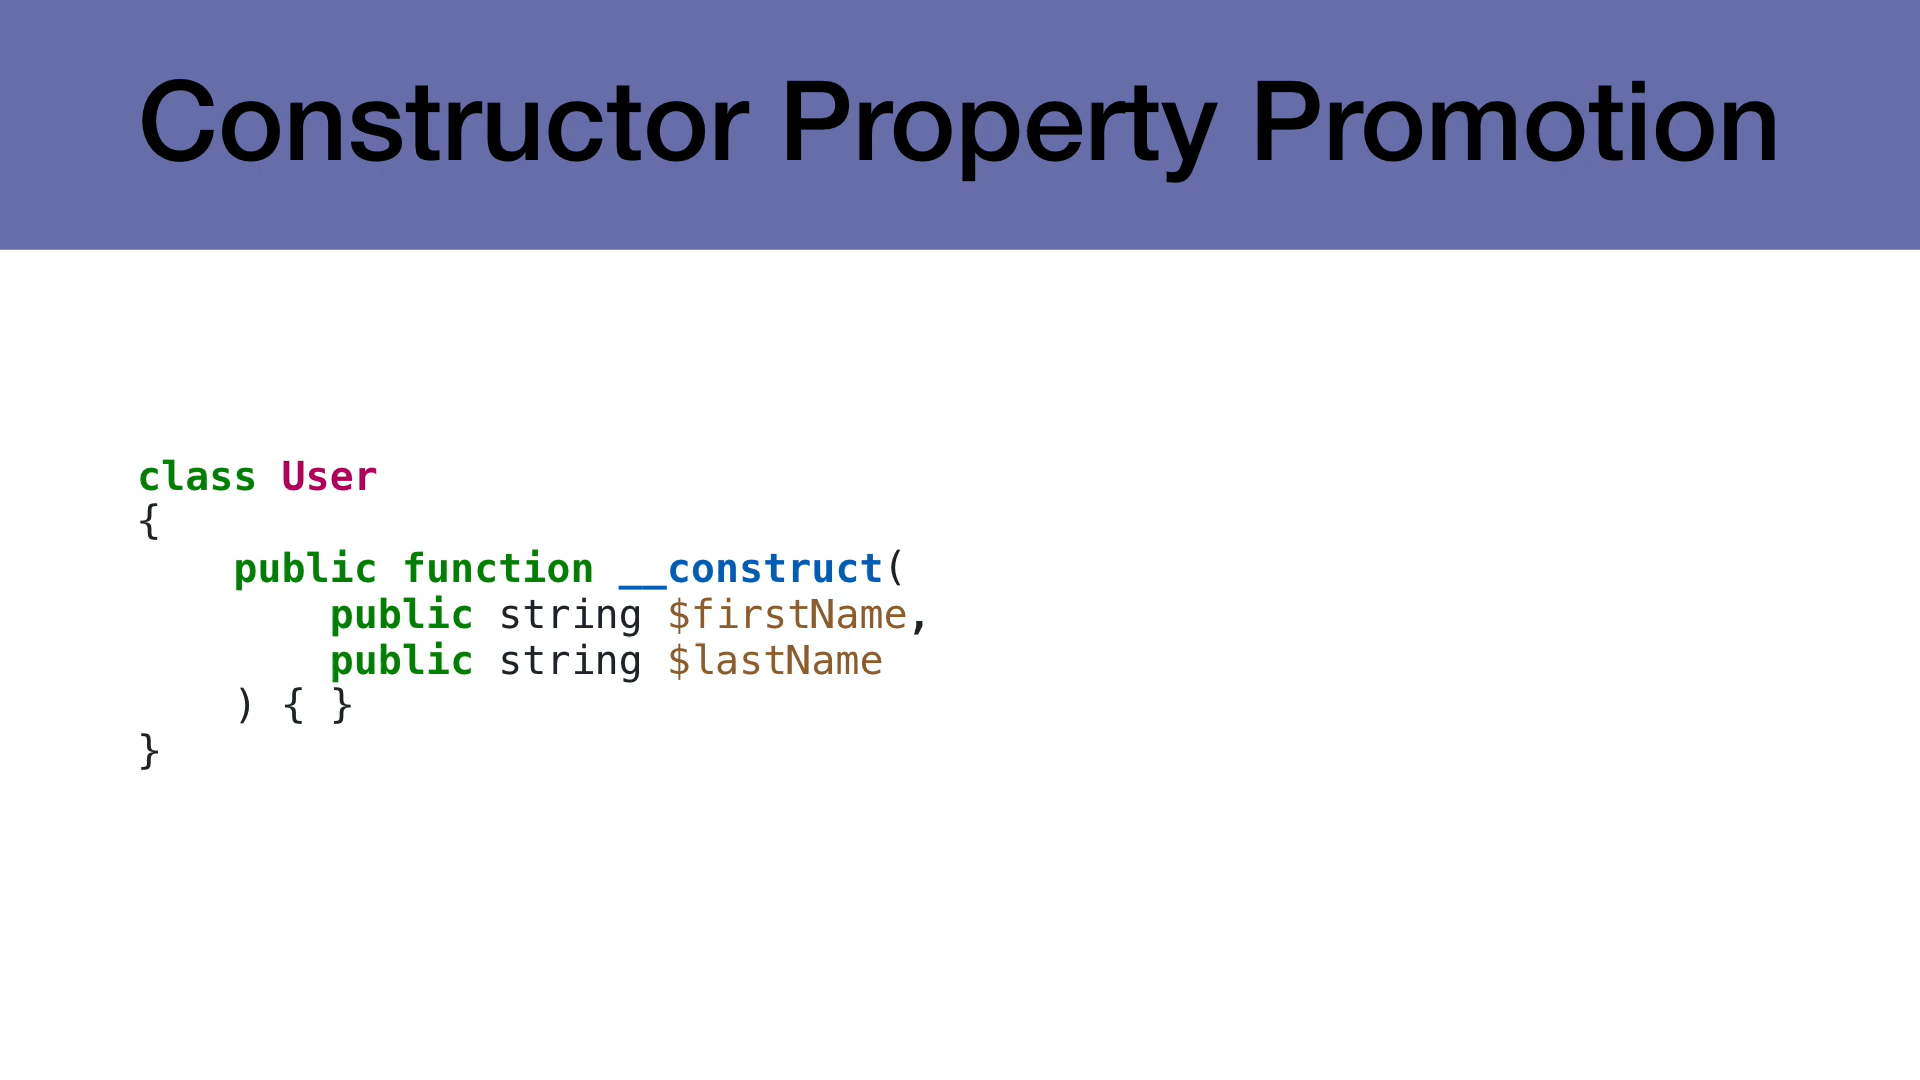 Constructor Property Promotion
class User
{
    public function __construct(
        public string $firstName,
        public string $lastName
    ) { }
}